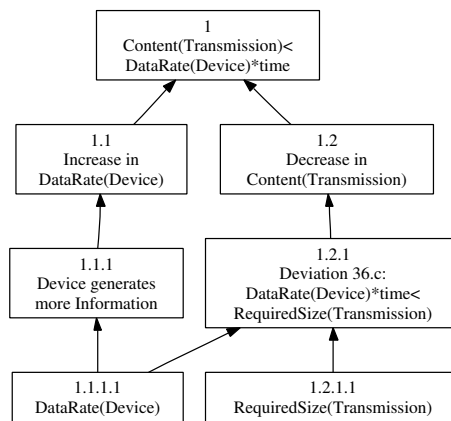 1
Content(Transmission)<
DataRate(Device)*time
1.1
Increase in
DataRate(Device)
1.2
Decrease in
Content(Transmission)
1.1.1
Device generates
more Information
1.2.1
Deviation 36.c:
DataRate(Device)*time<
RequiredSize(Transmission)
1.1.1.1
DataRate(Device)
1.2.1.1
RequiredSize(Transmission)